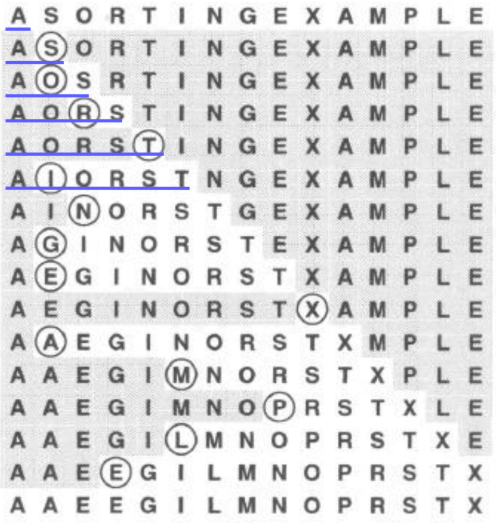 A S O R T I N G E X A M P L E
A S O R T I N G E X A M P L E
A O S R T I N G E X A M P L E
A O R S T I N G E X A M P L E
A O R S T I N G E X A M P L E
A I O R S T N G E X A M P L E
A I N O R S T G E X A M P L E
A G I N O R S T E X A M P L E
A E G I N O R S T X A M P L E
A E G I N O R S T X A M P L E
A A E G I N O R S T X M P L E
A A E G I M N O R S T X P L E
A A E G I M N O P R S T X L E
A A E G I L M N O P R S T X E
A A E E G I L M N O P R S T X
A A E E G I L M N O P R S T X